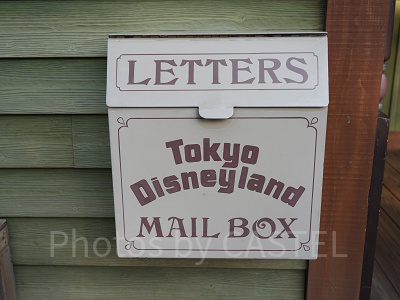 LETTERS
Tokyo
Disneyland
MAIL BOX
Photos by CASTEL